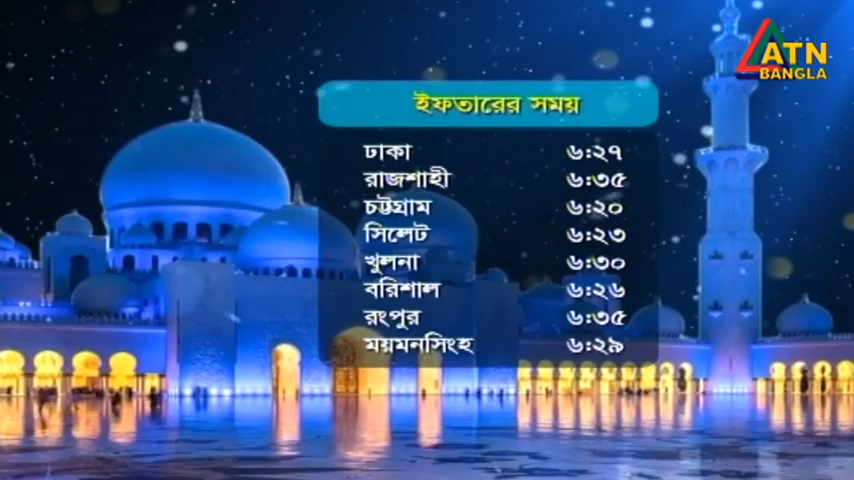 ATN
BANGLA
ইফতারের সময়
ঢাকা ৬:২৭
রাজশাহী ৬:৩৫
চট্টগ্রাম ৬:২০
সিলেট ৬:২৩
খুলনা ৬:৩০
বরিশাল ৬:২৬
রংপুর ৬:৩৫
ময়মনসিংহ ৬:২৯